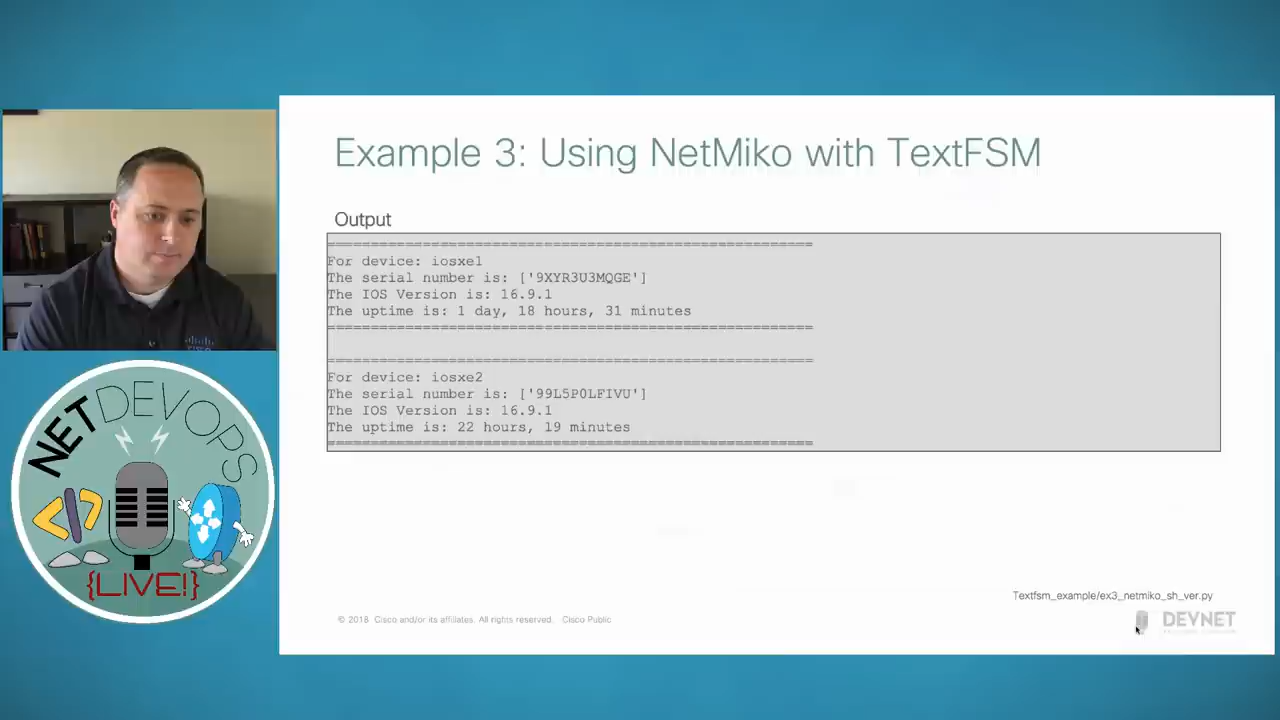 Example 3: Using NetMiko with TextFSM
Output
========================================================
For device: iosxe1
The serial number is: ['9XYR3U3MQGE']
The IOS Version is: 16.9.1
The uptime is: 1 day, 18 hours, 31 minutes
========================================================
========================================================
For device: iosxe2
The serial number is: ['99L5P0LFIVU']
The IOS Version is: 16.9.1
The uptime is: 22 hours, 19 minutes
========================================================
NETDEVOPS
{LIVE!}
Textfsm_example/ex3_netmiko_sh_ver.py
© 2018 Cisco and/or its affiliates. All rights reserved. Cisco Public
DEVNET